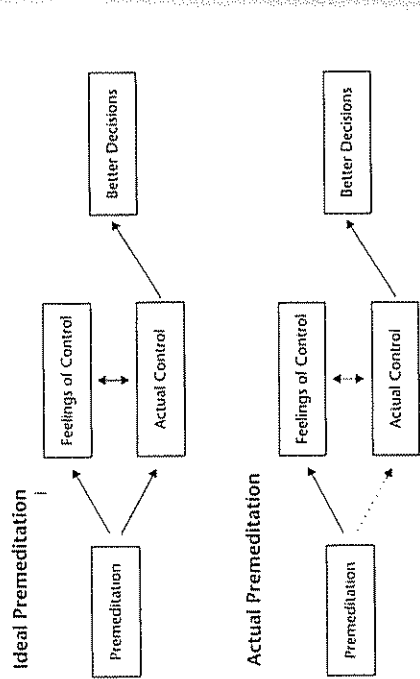 Ideal Premeditation
Premeditation
Feelings of Control
Actual Control
Better Decisions
Actual Premeditation
Premeditation
Feelings of Control
Actual Control
Better Decisions